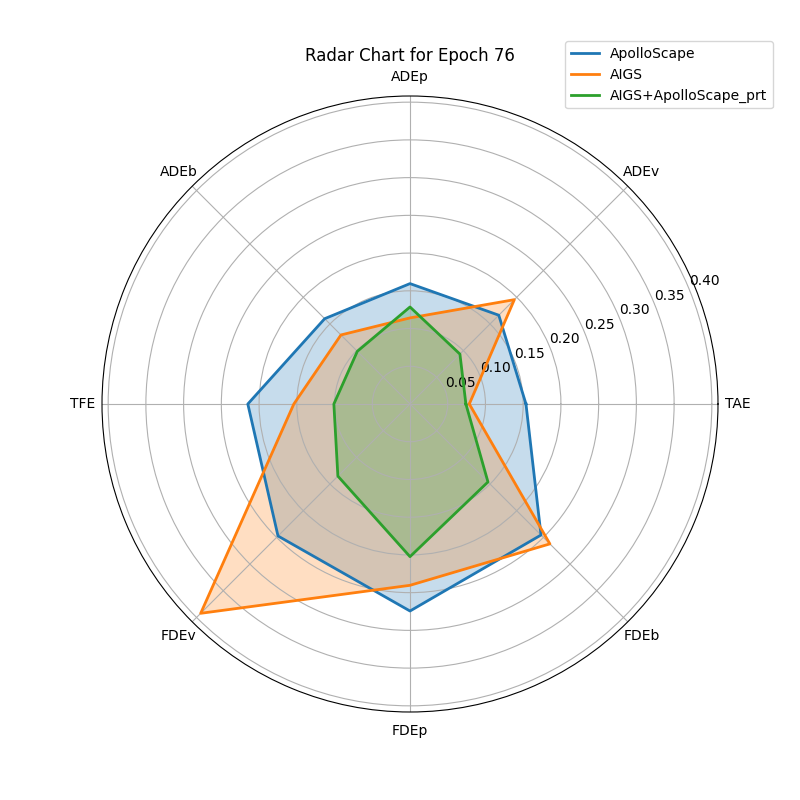 Radar Chart for Epoch 76
ApolloScape
AIGS
AIGS+ApolloScape_prt
ADEp
ADEb
ADEv
0.40
0.35
0.30
0.25
0.20
0.15
0.10
0.05
TFE
TAE
FDEv
FDEb
FDEp